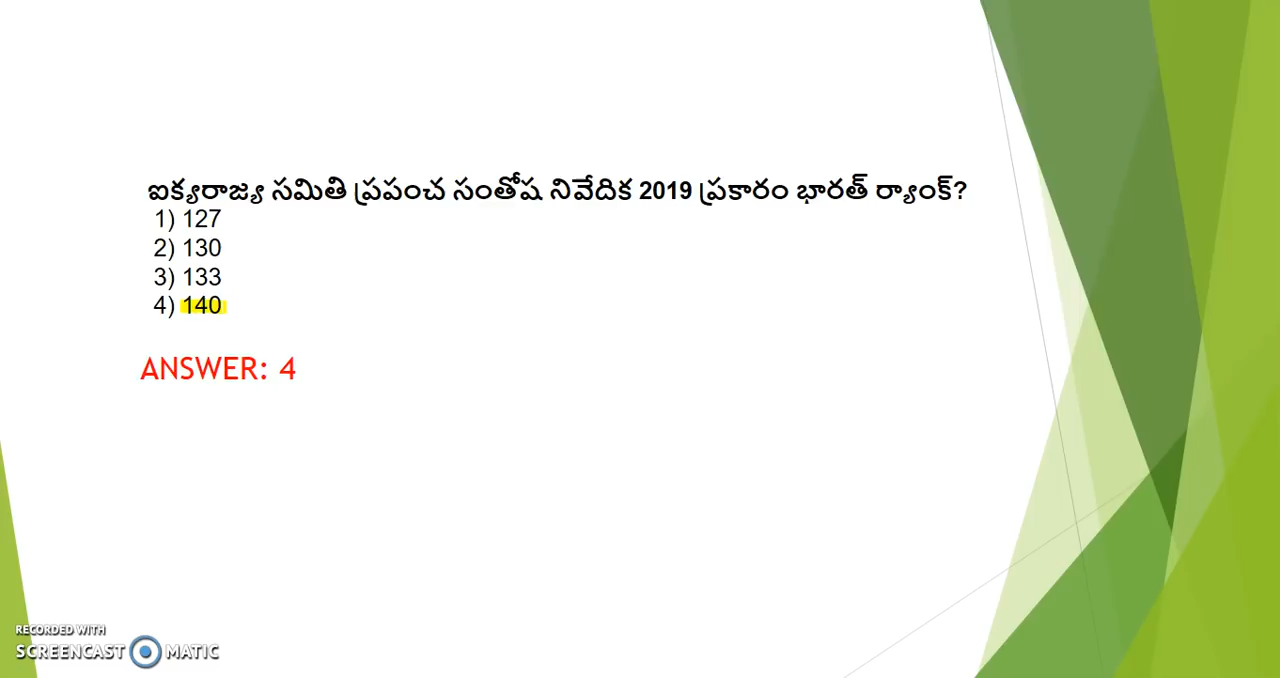 ఐక్యరాజ్య సమితి ప్రపంచ సంతోష నివేదిక 2019 ప్రకారం భారత్ ర్యాంక్?
1) 127
2) 130
3) 133
4) 140
ANSWER: 4
RECORDED WITH
SCREENCAST MATIC